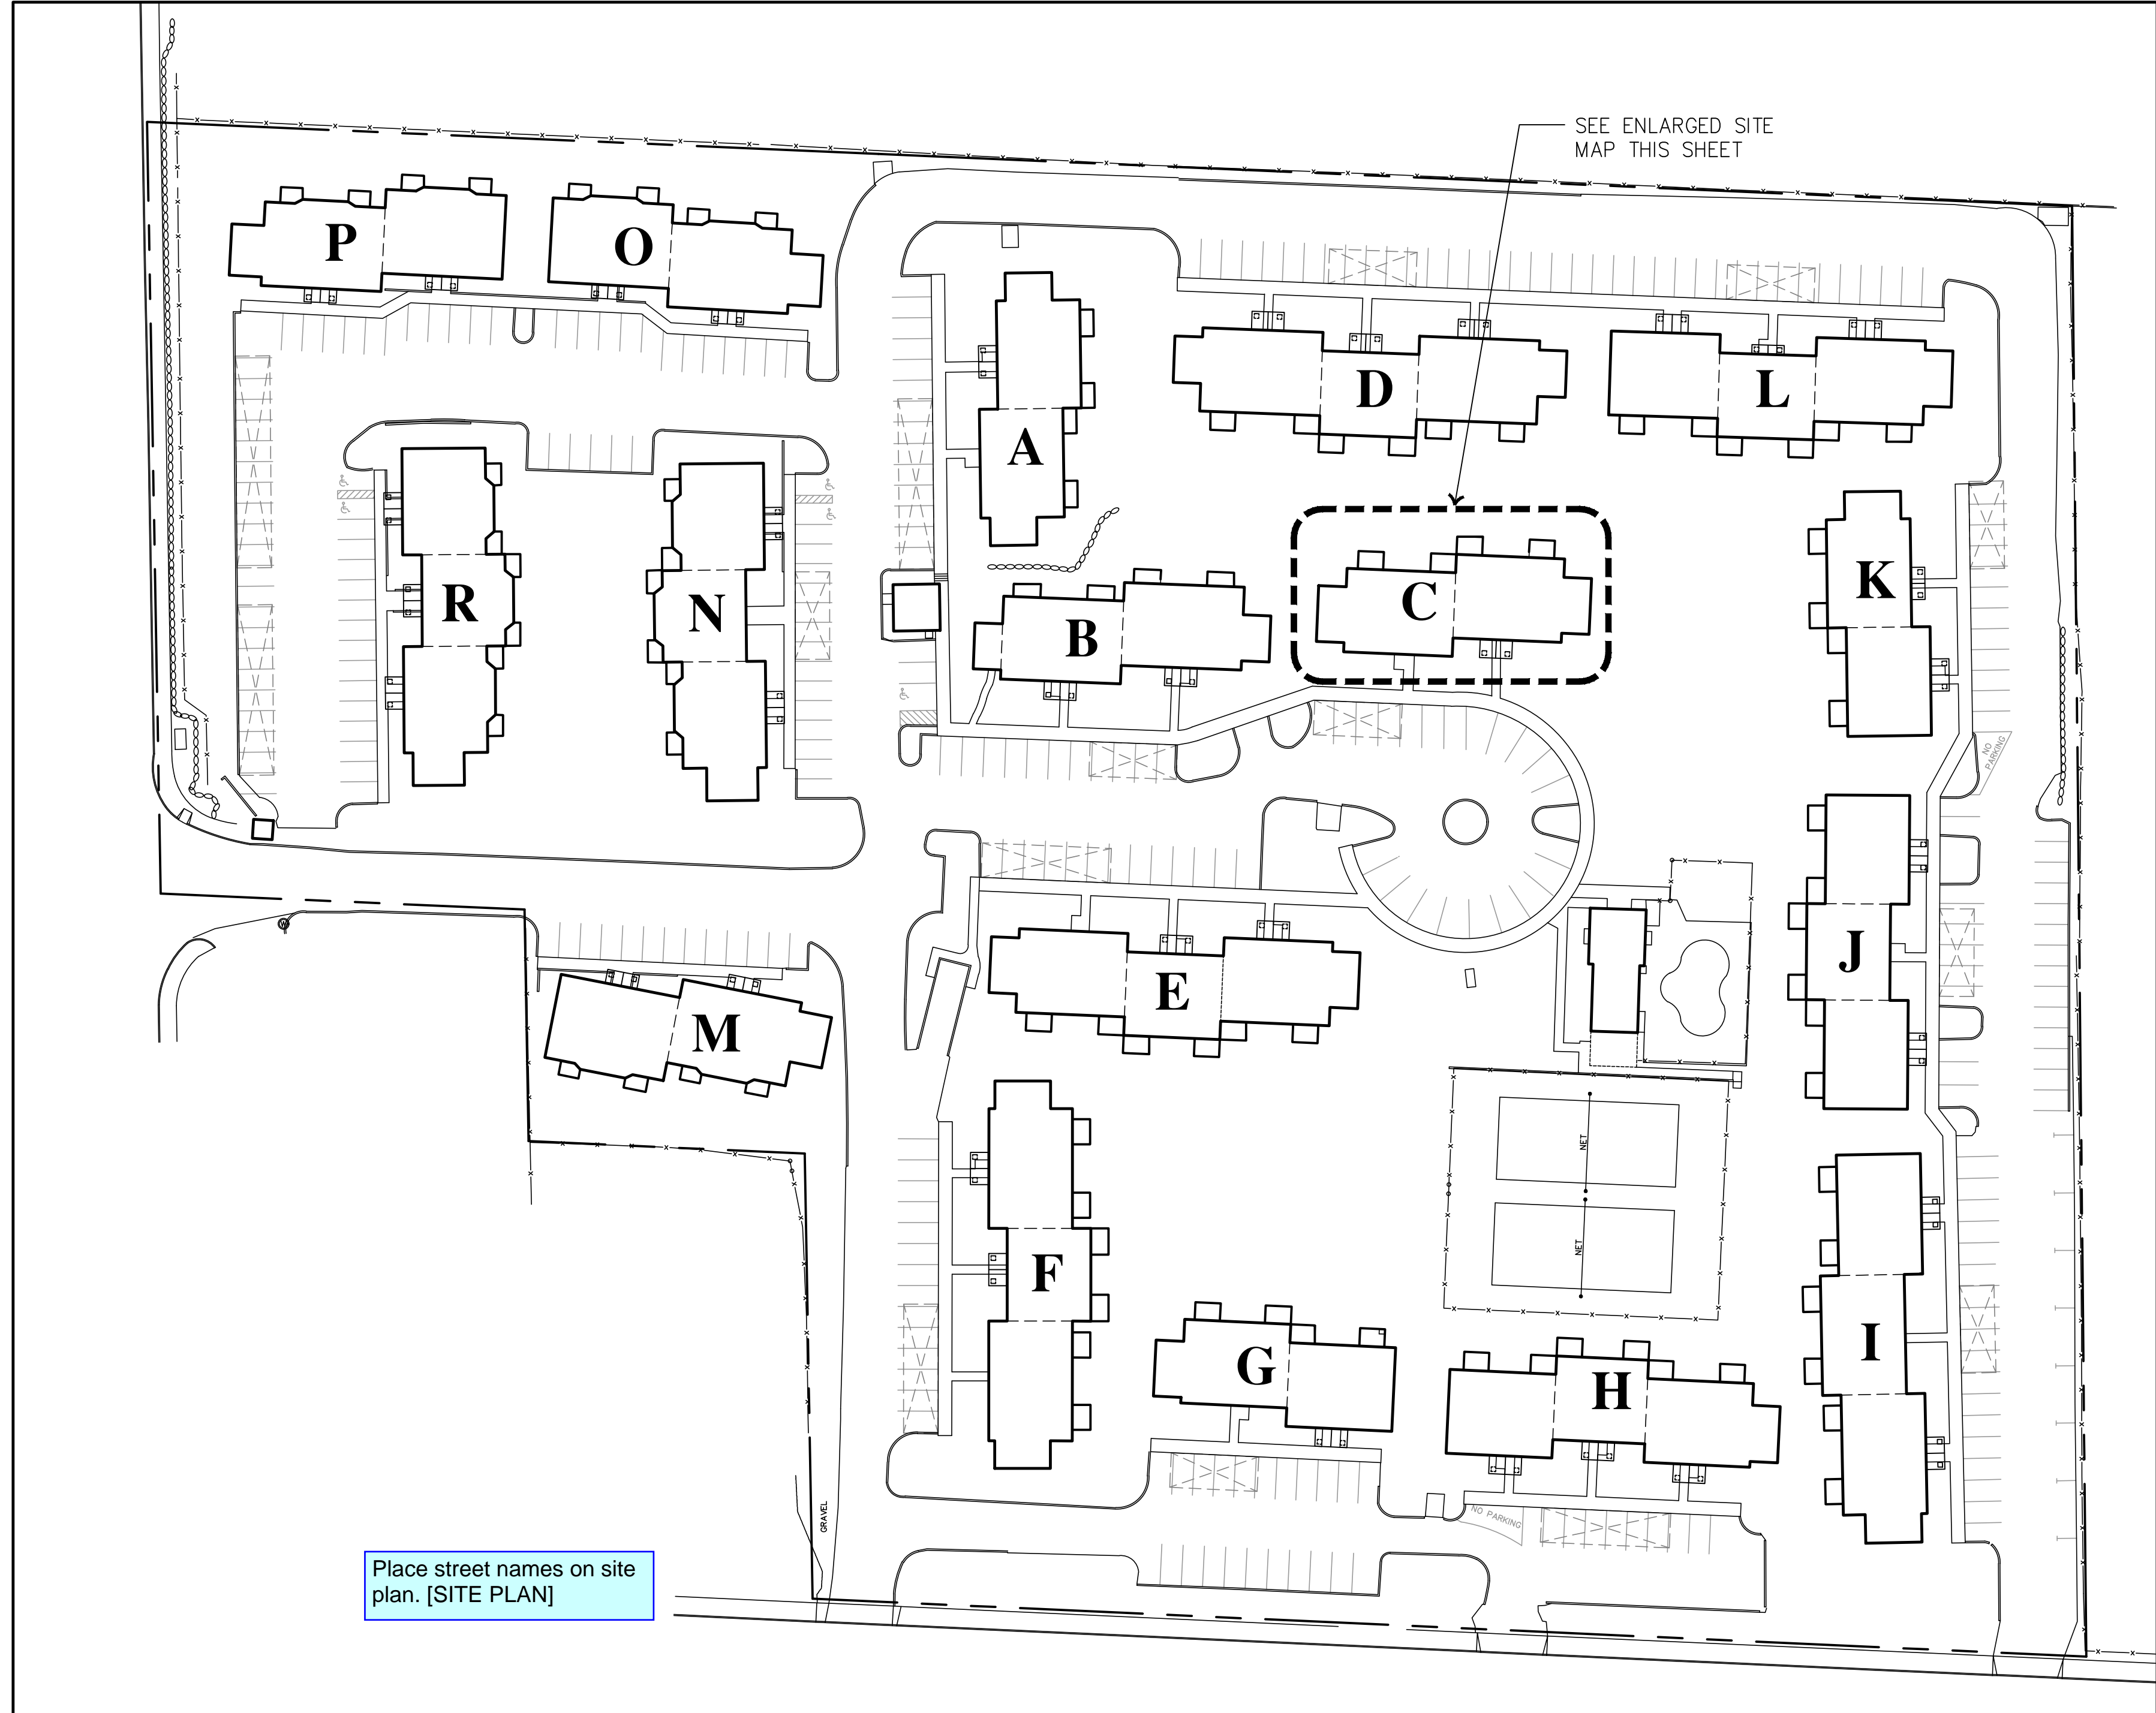 SEE ENLARGED SITE
MAP THIS SHEET
P
O
D
L
A
R
N
B
C
K
NO
PARKING
E
J
M
NET
NET
F
G
H
I
NO PARKING
GRAVEL
Place street names on site
plan. [SITE PLAN]